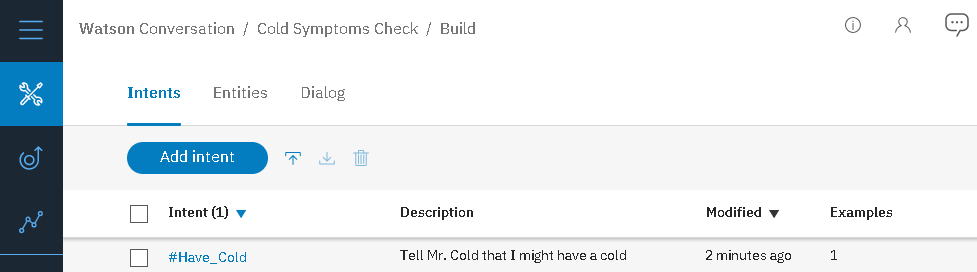 Watson Conversation / Cold Symptoms Check / Build
Intents Entities Dialog
Add intent
Intent (1) Description Modified Examples
#Have_Cold Tell Mr. Cold that I might have a cold 2 minutes ago 1